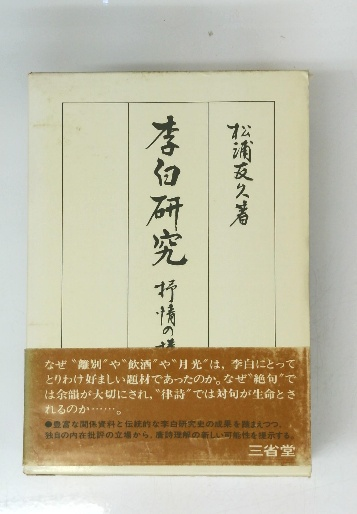 松浦友久著
李白研究
抒情の構
なぜ〝離別〟や〝飲酒〟や〝月光〟は，李白にとって
とりわけ好ましい題材であったのか。なぜ〝絶句〟で
は余韻が大切にされ，〝律詩〟では対句が生命とさ
れるのか……。
●豊富な関係資料と伝統的な李白研究史の成果を踏まえつつ、
独自の内在批評の立場から、唐詩理解の新しい可能性を提示する。
三省堂